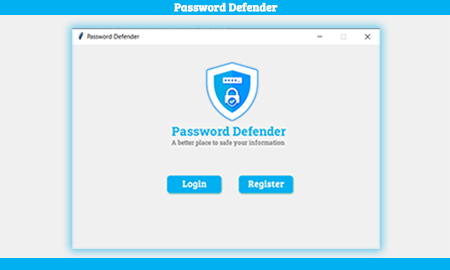 Password Defender
Password Defender
Password Defender
A better place to safe your information
Login Register